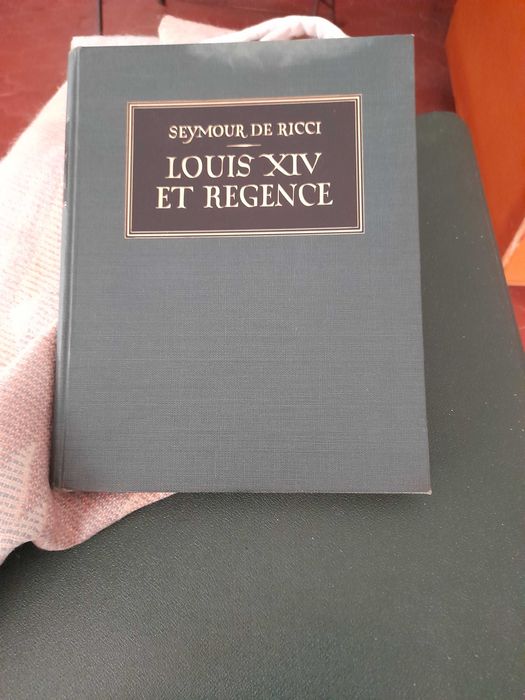 SEYMOUR DE RICCI
LOUIS XIV
ET REGENCE